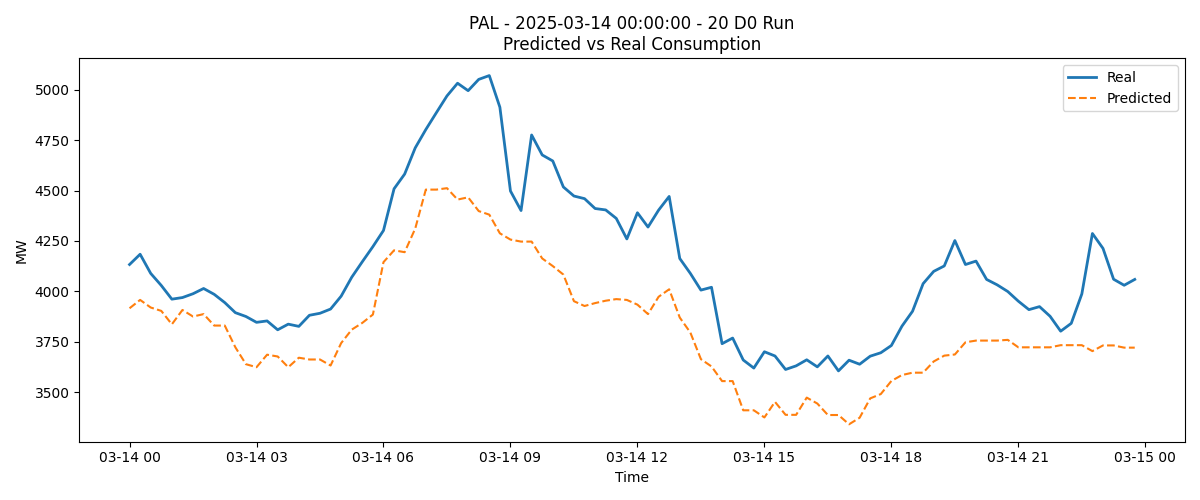 PAL - 2025-03-14 00:00:00 - 20 D0 Run
Predicted vs Real Consumption
Real
Predicted
MW
5000
4750
4500
4250
4000
3750
3500
03-14 00
03-14 03
03-14 06
03-14 09
03-14 12
03-14 15
03-14 18
03-14 21
03-15 00
Time